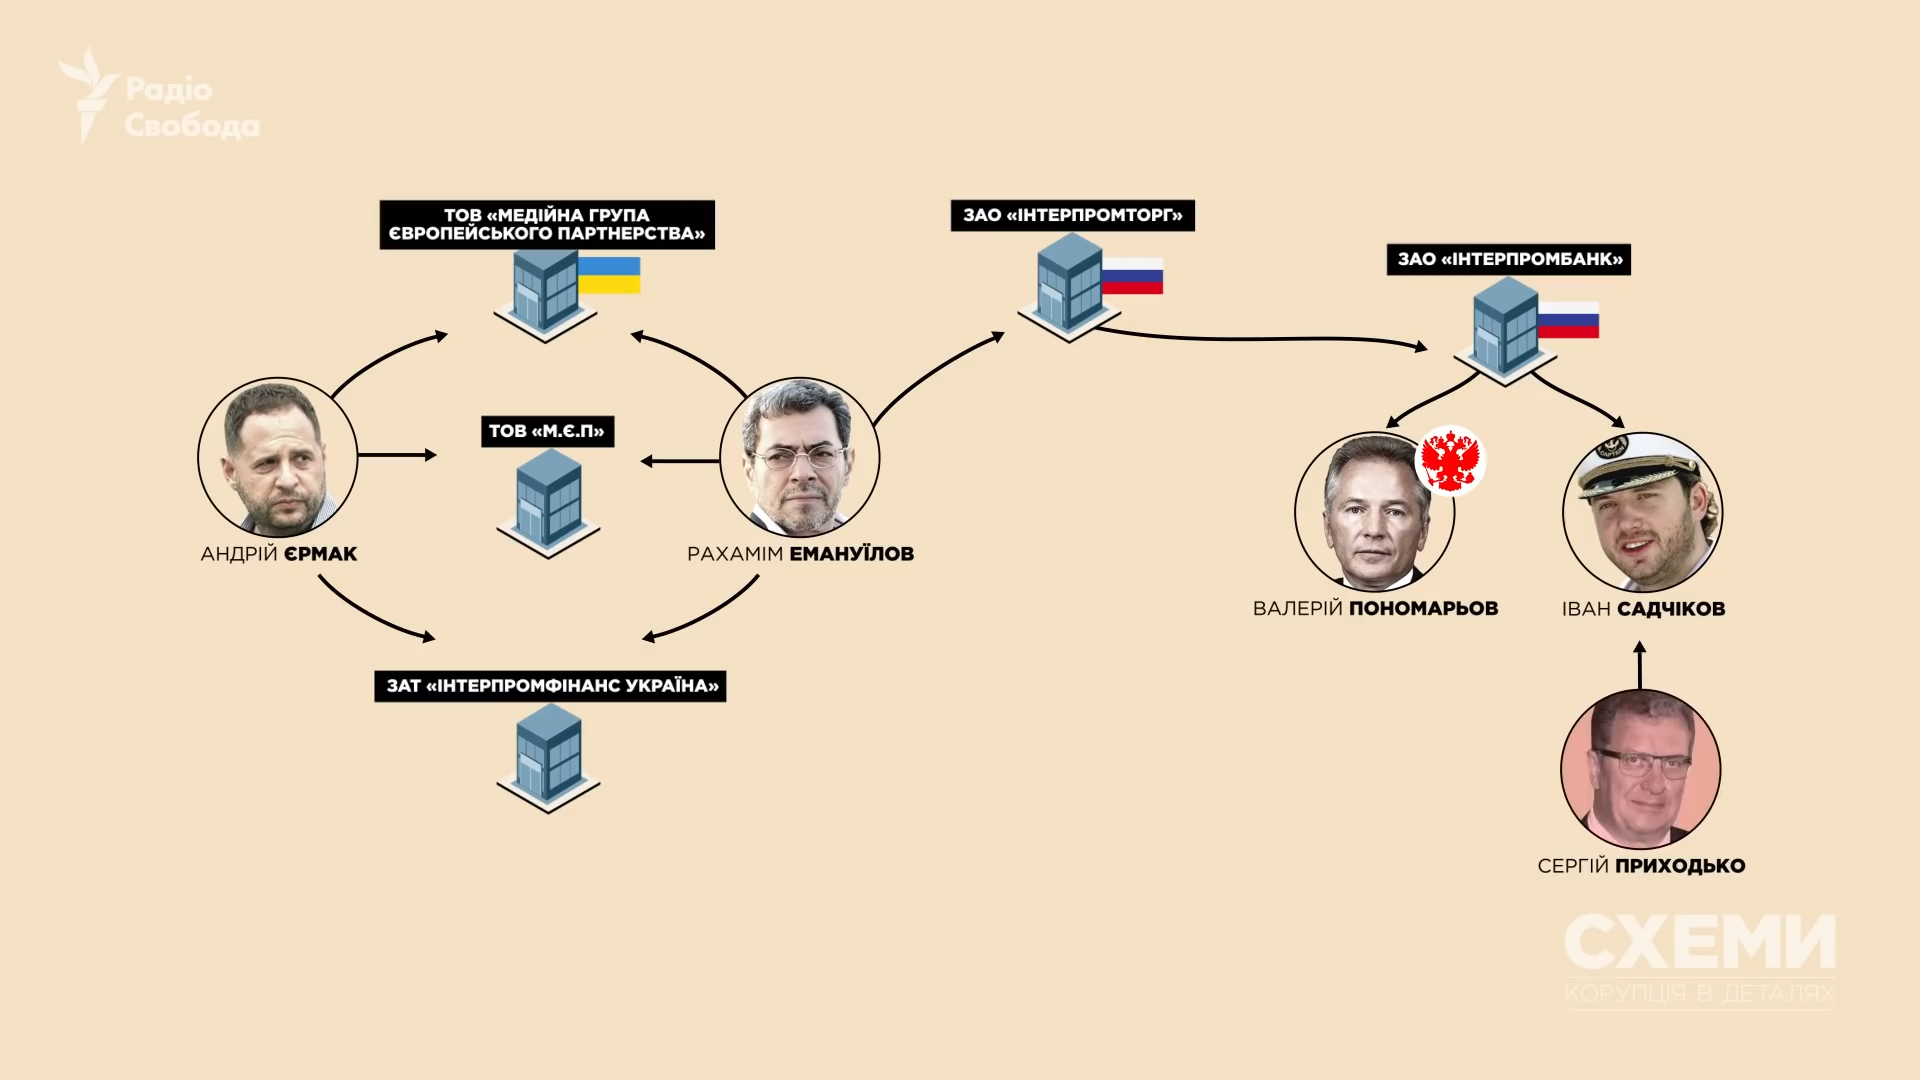 Радіо
Свобода
ТОВ «МЕДІЙНА ГРУПА
ЄВРОПЕЙСЬКОГО ПАРТНЕРСТВА»
ЗАО «ІНТЕРПРОМТОРГ»
ЗАО «ІНТЕРПРОМБАНК»
ТОВ «М.Є.П»
АНДРІЙ ЄРМАК
РАХАМІМ ЕМАНУЇЛОВ
CAPTAIN
ВАЛЕРІЙ ПОНОМАРЬОВ
ІВАН САДЧІКОВ
ЗАТ «ІНТЕРПРОМФІНАНС УКРАЇНА»
СЕРГІЙ ПРИХОДЬКО
СХЕМИ
КОРУПЦІЯ В ДЕТАЛЯХ